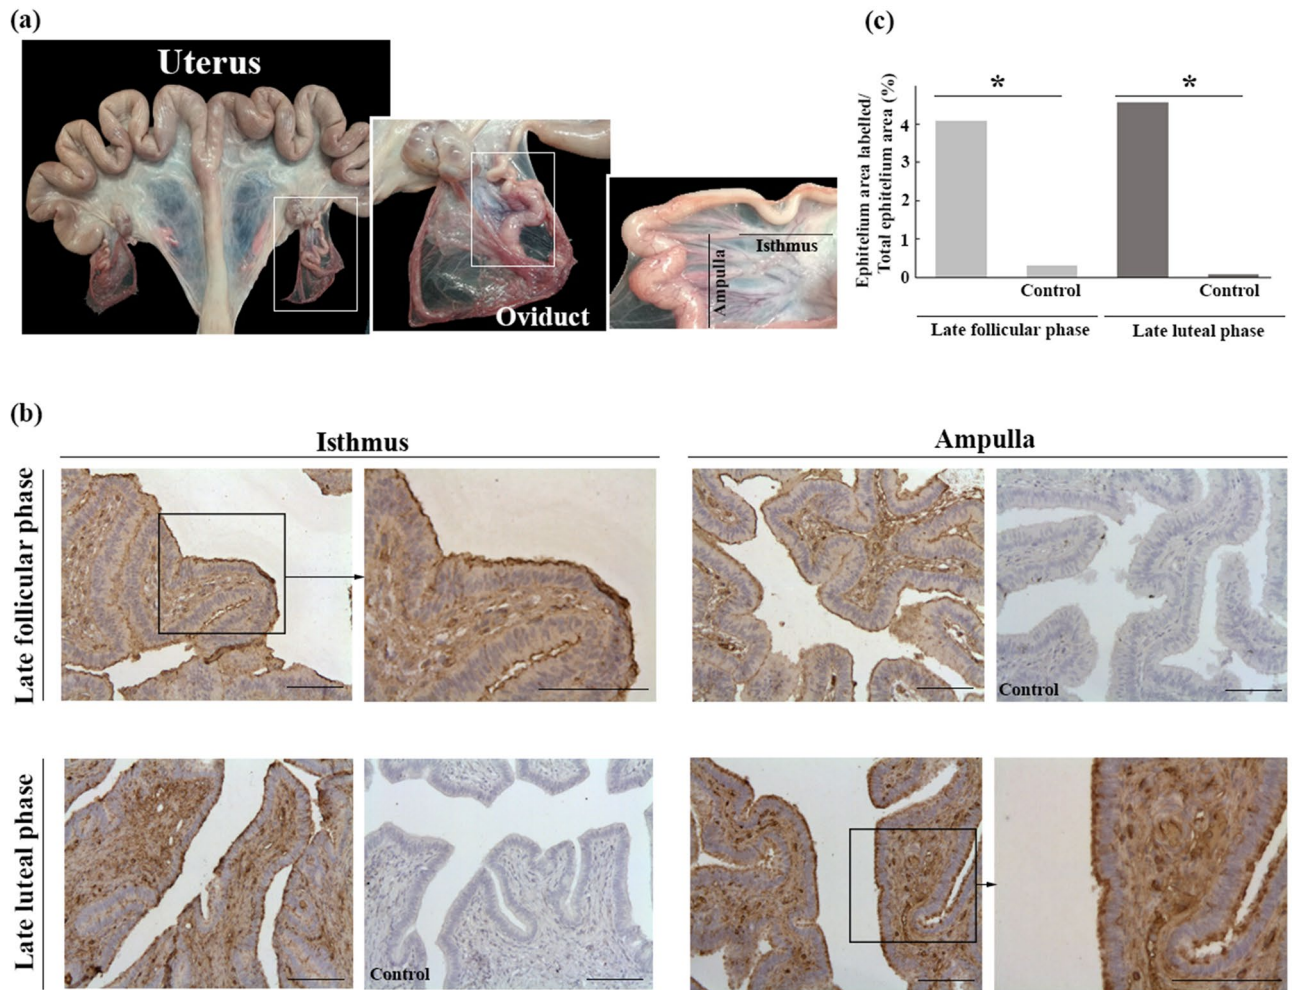 (a)
Uterus
Oviduct
Isthmus
Ampulla
(c)
Ephitelium area labelled/
Total ephitelium area (%)
4
3
2
1
0
*
*
Control
Control
Late follicular phase
Late luteal phase
(b)
Isthmus
Ampulla
Late follicular phase
Control
Late luteal phase
Control